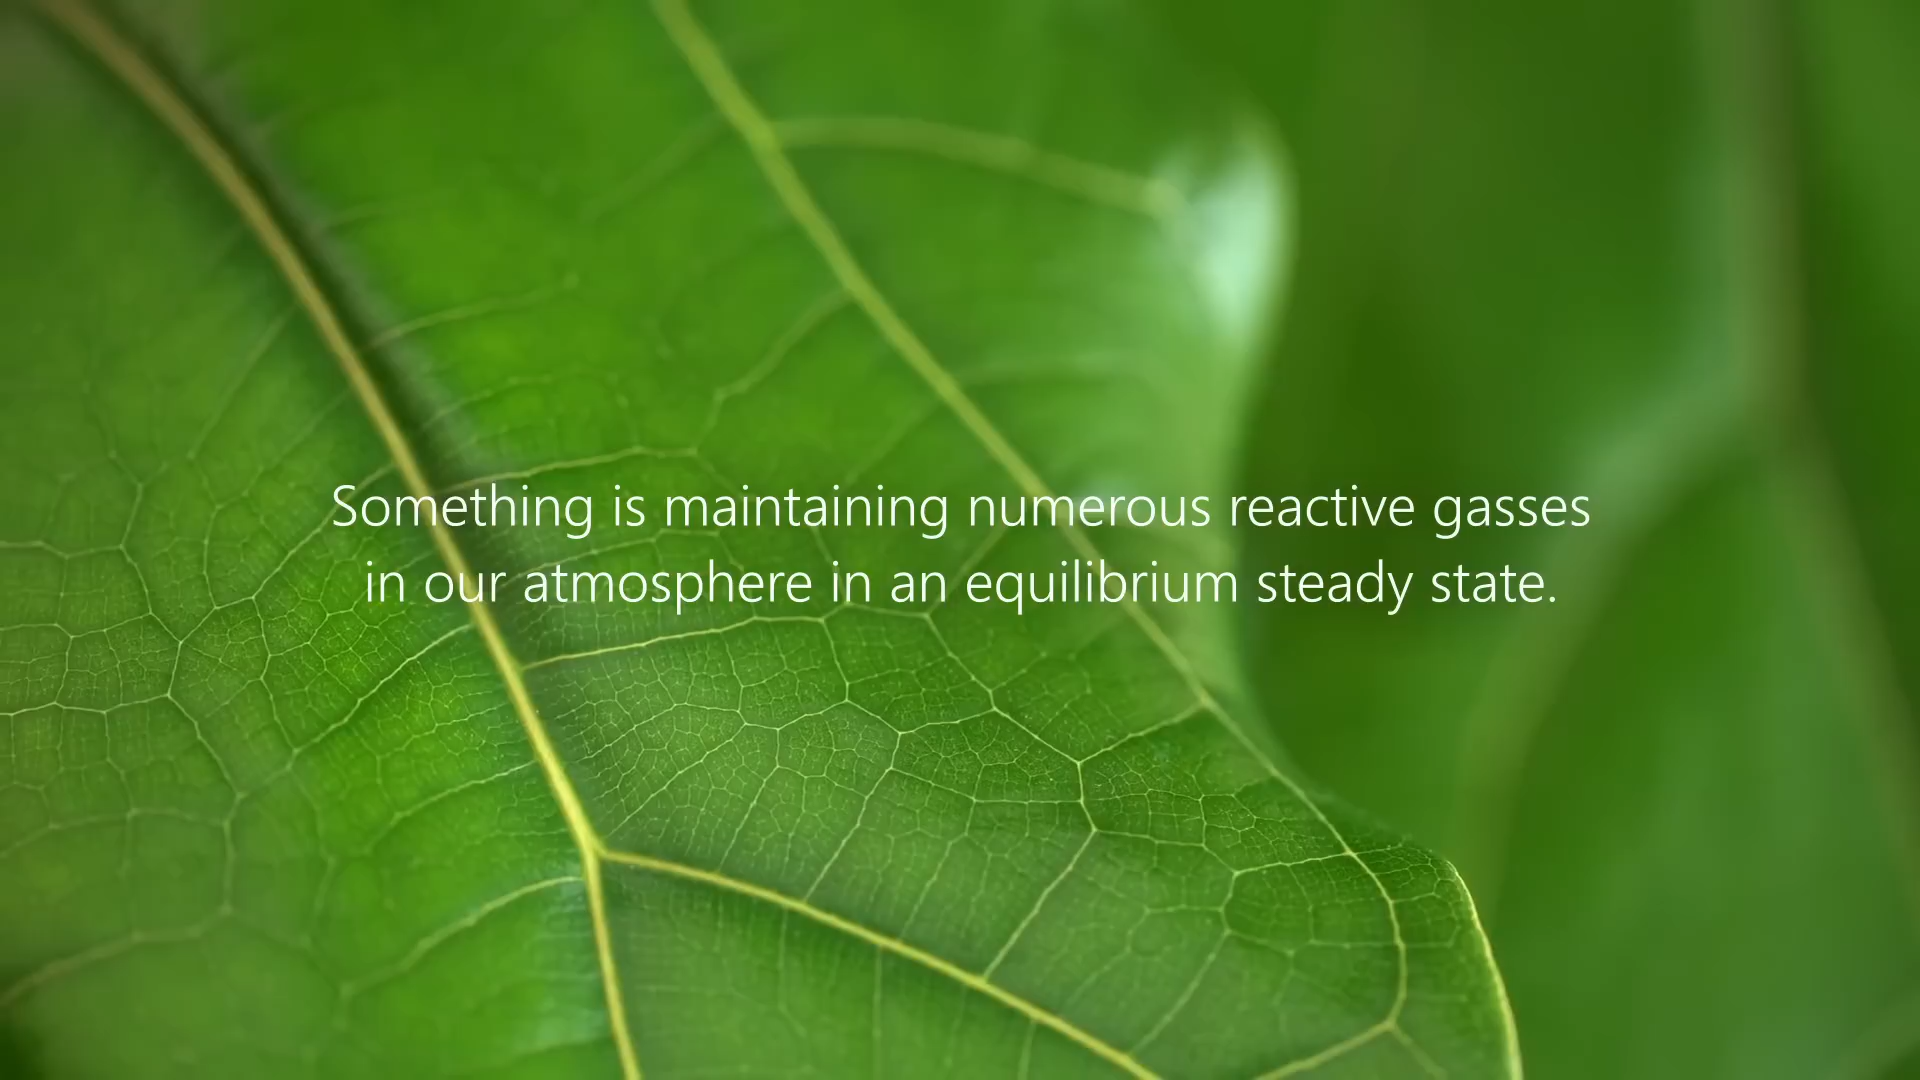 Something is maintaining numerous reactive gasses
in our atmosphere in an equilibrium steady state.